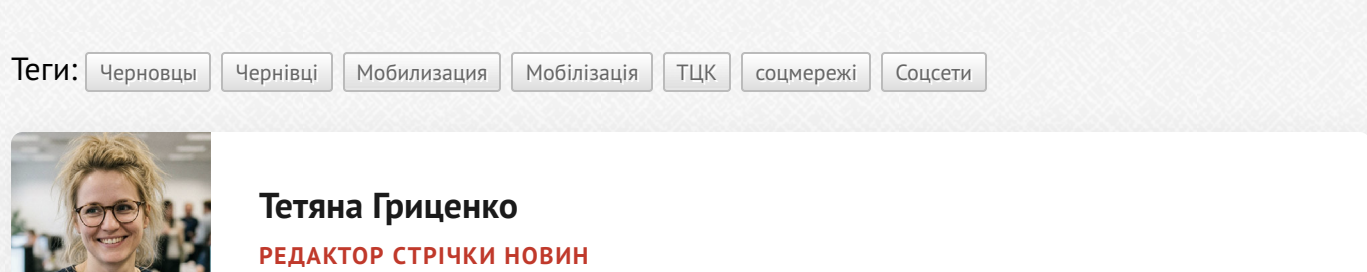 Теги: Черновцы Чернівці Мобилизация Мобілізація ТЦК соцмережі Соцсети
Тетяна Гриценко
РЕДАКТОР СТРІЧКИ НОВИН